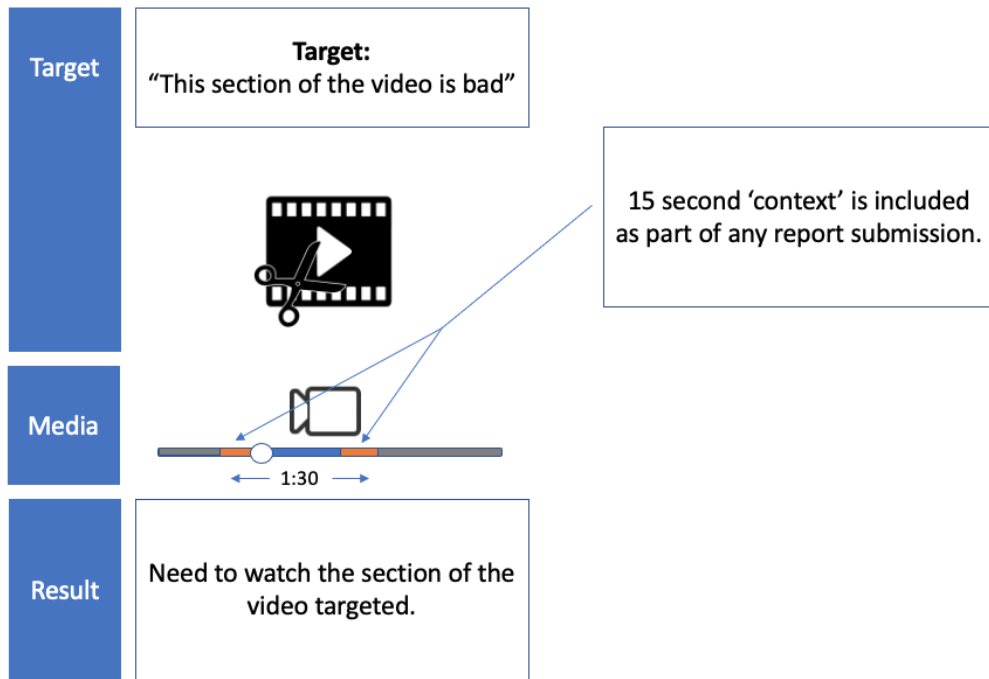 Target
Target:
“This section of the video is bad”
15 second ‘context’ is included
as part of any report submission.
Media
1:30
Result
Need to watch the section of the
video targeted.